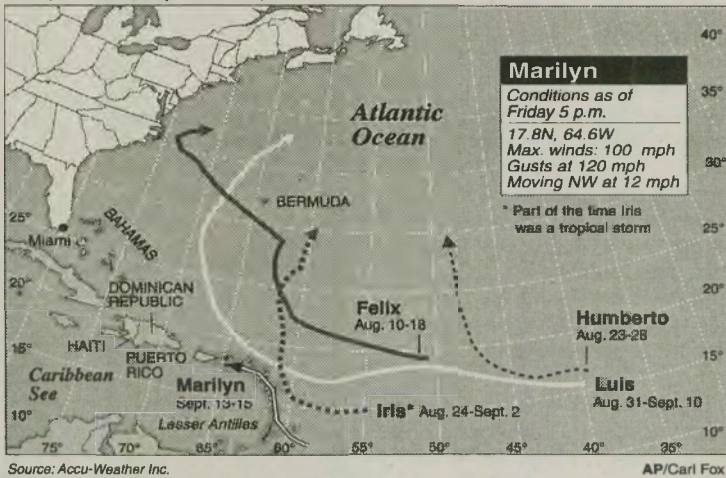 Marilyn
Conditions as of
Friday 5 p.m.
17.8N, 64.6W
Max. winds: 100 mph
Gusts at 120 mph
Moving NW at 12 mph
* Part of the time Iris
was a tropical storm
Atlantic
Ocean
BERMUDA
Miami
BAHAMAS
DOMINICAN
REPUBLIC
HAITI
PUERTO
RICO
Caribbean
See
Marilyn
Sept. 13-15
Lesser Antilles
Felix
Aug. 10-18
Iris* Aug. 24-Sept. 2
Humberto
Aug. 23-28
Luis
Aug. 31-Sept. 10
40°
35°
30°
25°
20°
15°
10°
25°
20°
15°
10°
75°
70°
65°
60°
55°
50°
45°
40°
35°
Source: Accu-Weather Inc.
AP/Carl Fox